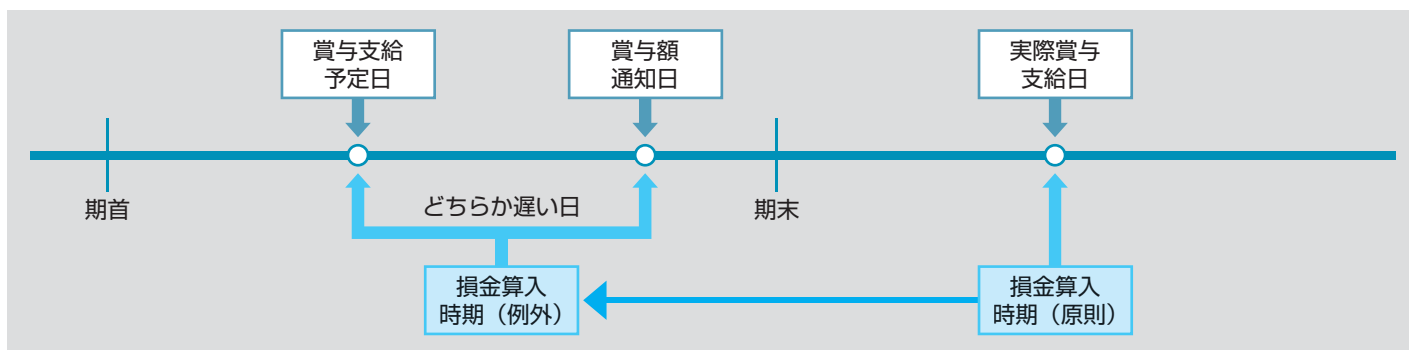 賞与支給
予定日
賞与額
通知日
実際賞与
支給日
期首
どちらか遅い日
期末
損金算入
時期（例外）
損金算入
時期（原則）